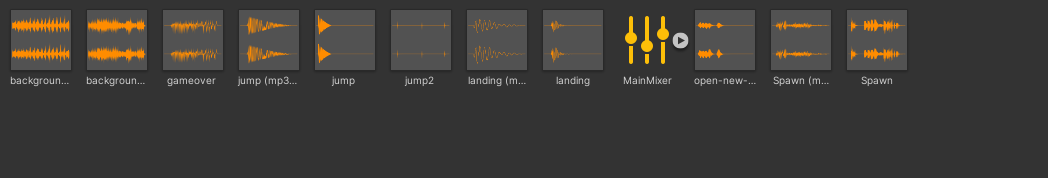 backgroun...
backgroun...
gameover
jump (mp3...
jump
jump2
landing (m...
landing
MainMixer
open-new-...
Spawn (m...
Spawn